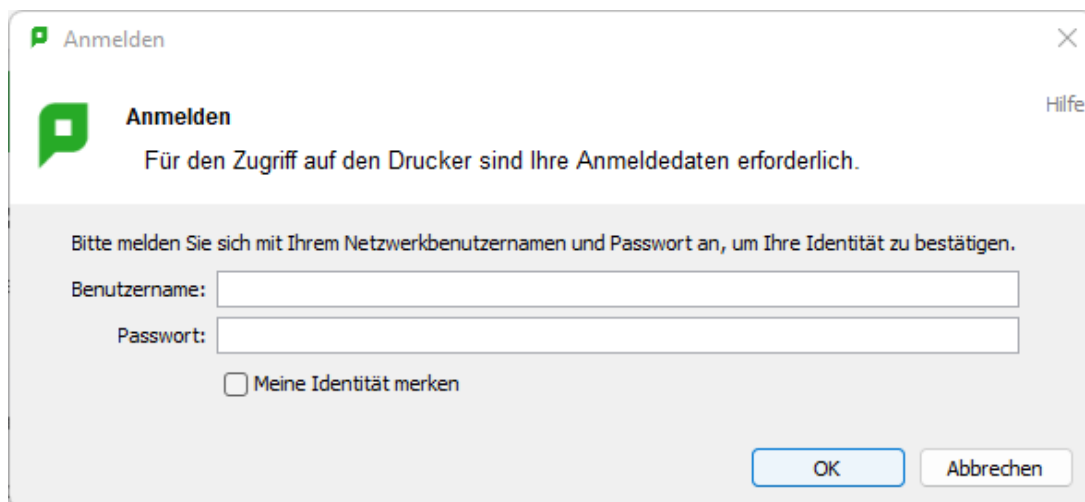 Anmelden
Hilfe
Anmelden
Für den Zugriff auf den Drucker sind Ihre Anmeldedaten erforderlich.
Bitte melden Sie sich mit Ihrem Netzwerkbenutzernamen und Passwort an, um Ihre Identität zu bestätigen.
Benutzername:
Passwort:
Meine Identität merken
OK Abbrechen